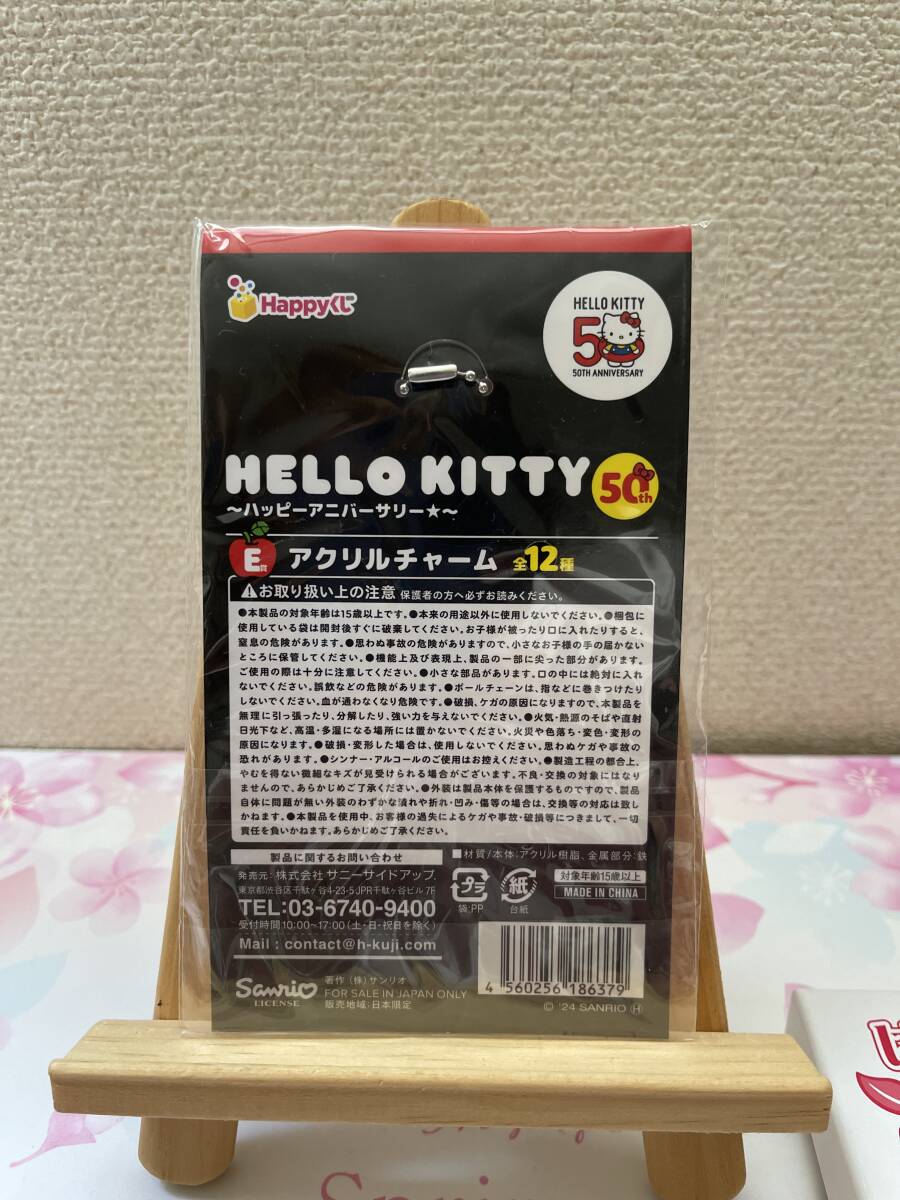 Happyくじ
HELLO KITTY
50
50TH ANNIVERSARY
HELLO KITTY 50th
～ハッピーアニバーサリー★～
E賞 アクリルチャーム 全12種
お取り扱い上の注意 保護者の方へ必ずお読みください。
●本製品の対象年齢は15歳以上です。●本来の用途以外に使用しないでください。●梱包に
使用している袋は開封後すぐに破棄してください。お子様が被ったり口に入れたりすると、
窒息の危険があります。●思わぬ事故の危険がありますので、小さなお子様の手の届かない
ところに保管してください。●機能上及び表現上、製品の一部に尖った部分があります。
ご使用の際は十分に注意してください。●小さな部品があります。口の中には絶対に入れ
ないでください。誤飲などの危険があります。●ボールチェーンは、指などに巻きつけたり
しないでください。血が通わなくなり危険です。●破損、ケガの原因になりますので、本製品を
無理に引っ張ったり、分解したり、強い力を与えないでください。●火気・熱源のそばや直射
日光下など、高温・多湿になる場所には置かないでください。火災や色落ち・変色・変形の
原因になります。●破損・変形した場合は、使用しないでください。思わぬケガや事故の
恐れがあります。●シンナー・アルコールのご使用はお控えください。●製造工程の都合上、
やむを得ない微細なキズが見受けられる場合がございます。不良・交換の対象にはなり
ませんので、あらかじめご了承ください。●外装は製品本体を保護するものですので、製品
自体に問題が無い外装のわずかな潰れや折れ・凹み・傷等の場合は、交換等の対応は致し
かねます。●本製品を使用中、お客様の過失によるケガや事故・破損等につきまして、一切
責任を負いかねます。あらかじめご了承ください。
製品に関するお問い合わせ
発売元：株式会社 サニーサイドアップ
東京都渋谷区千駄ヶ谷4-23-5JPR千駄ヶ谷ビル 7F
TEL:03-6740-9400
受付時間10:00～17:00（土・日・祝日を除く）
Mail : contact@h-kuji.com
■材質/本体：アクリル樹脂、金属部分：鉄
プラ
袋:PP
紙
台紙
対象年齢15歳以上
MADE IN CHINA
4 560256 186379
Sanrio
LICENSE
著作（株）サンリオ
FOR SALE IN JAPAN ONLY
販売地域：日本限定
© '24 SANRIO Ⓗ